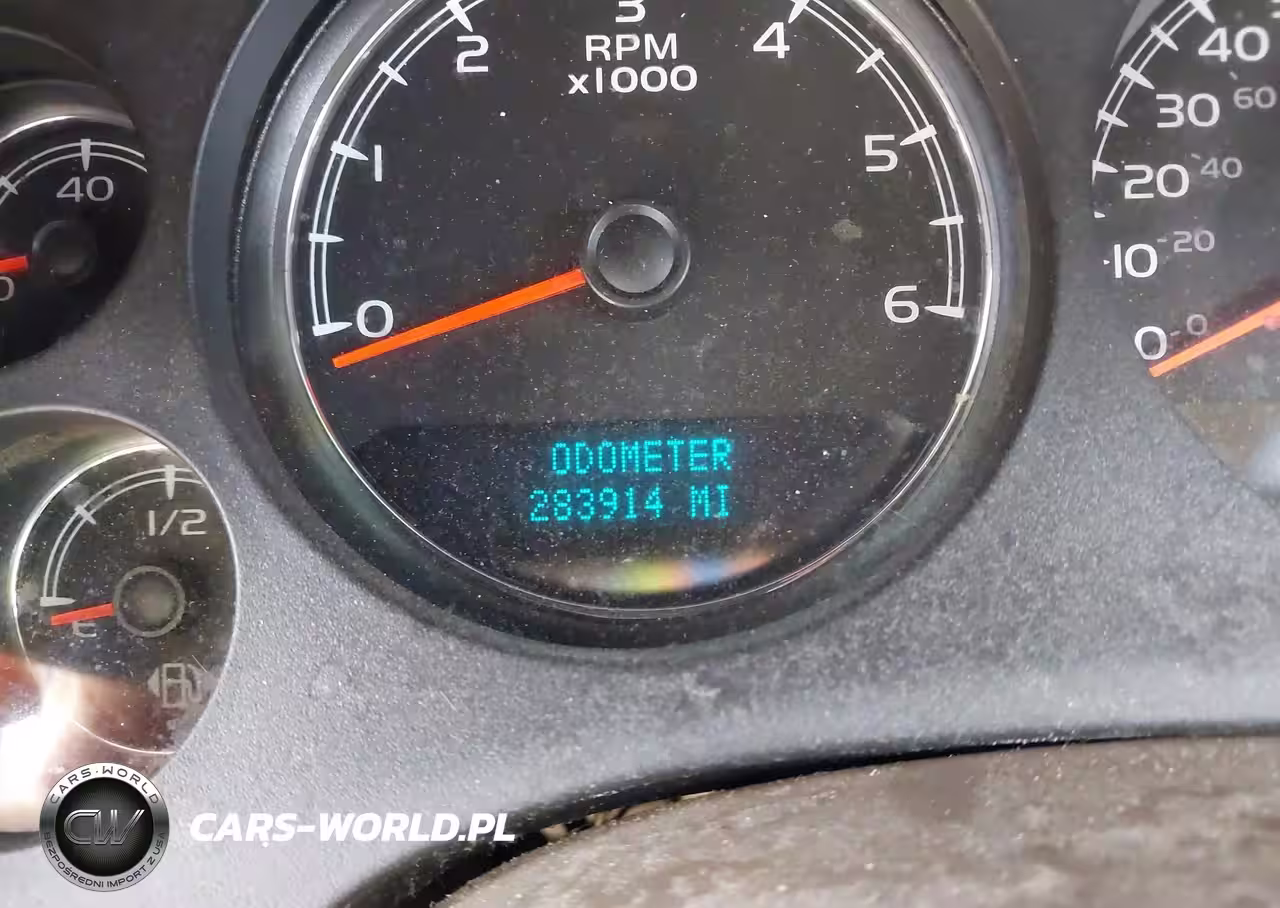 3
2
4
RPM
x1000
1
5
0
6
40
40
30
60
20
40
10
20
0
0
ODOMETER
283914 MI
1/2
E
CARS-WORLD
CW
BEZPOŚREDNI IMPORT Z USA
CARS-WORLD.PL